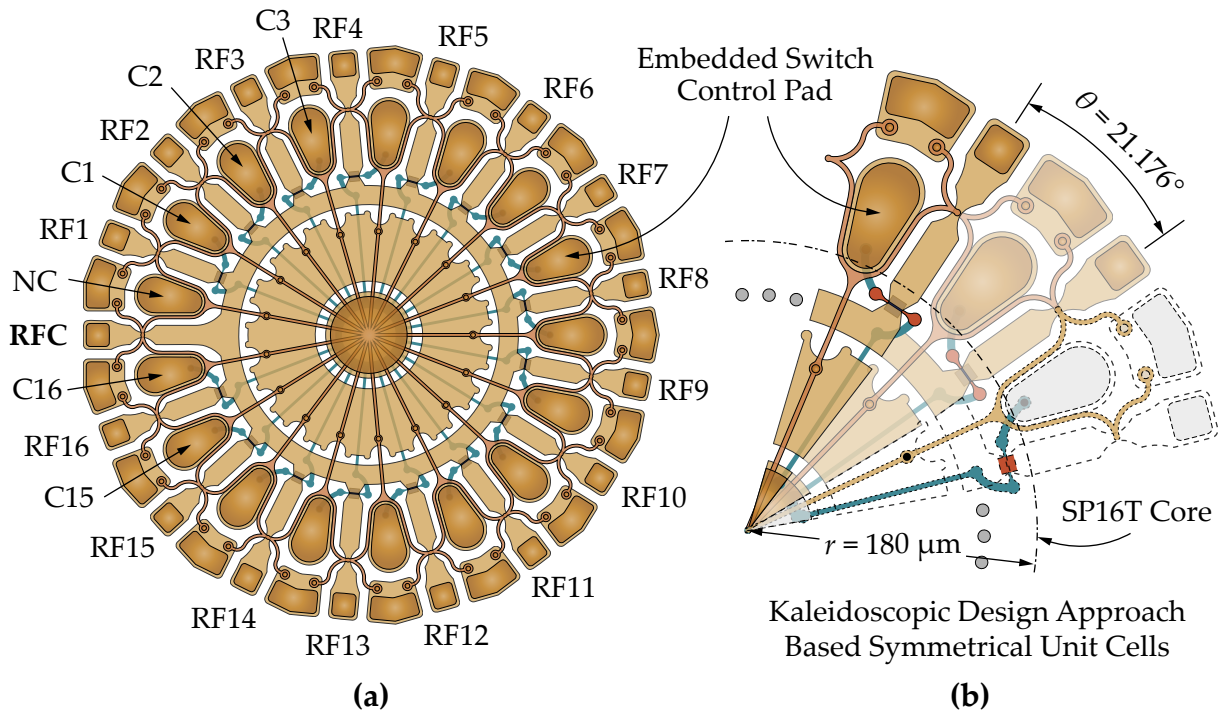 C3
RF4
RF5
RF3
C2
RF6
RF2
C1
RF7
RF1
NC
RF8
RFC
C16
RF9
RF16
C15
RF10
RF15
RF11
RF14
RF13
RF12
(a)
Embedded Switch
Control Pad
θ = 21.176°
SP16T Core
r = 180 μm
Kaleidoscopic Design Approach
Based Symmetrical Unit Cells
(b)